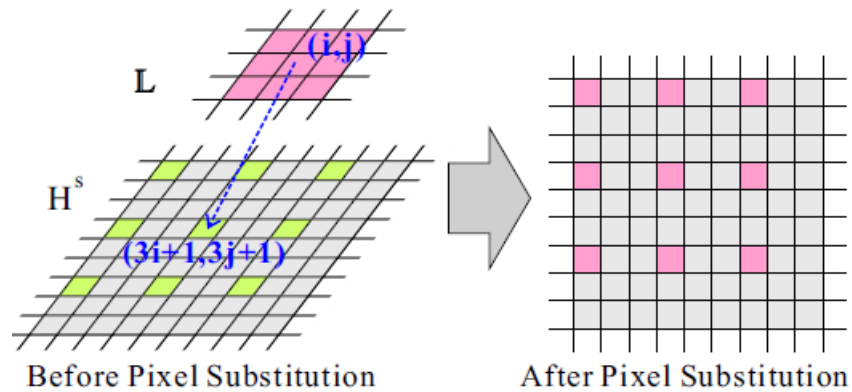 (i,j)
L
H^s
(3i+1,3j+1)
Before Pixel Substitution
After Pixel Substitution